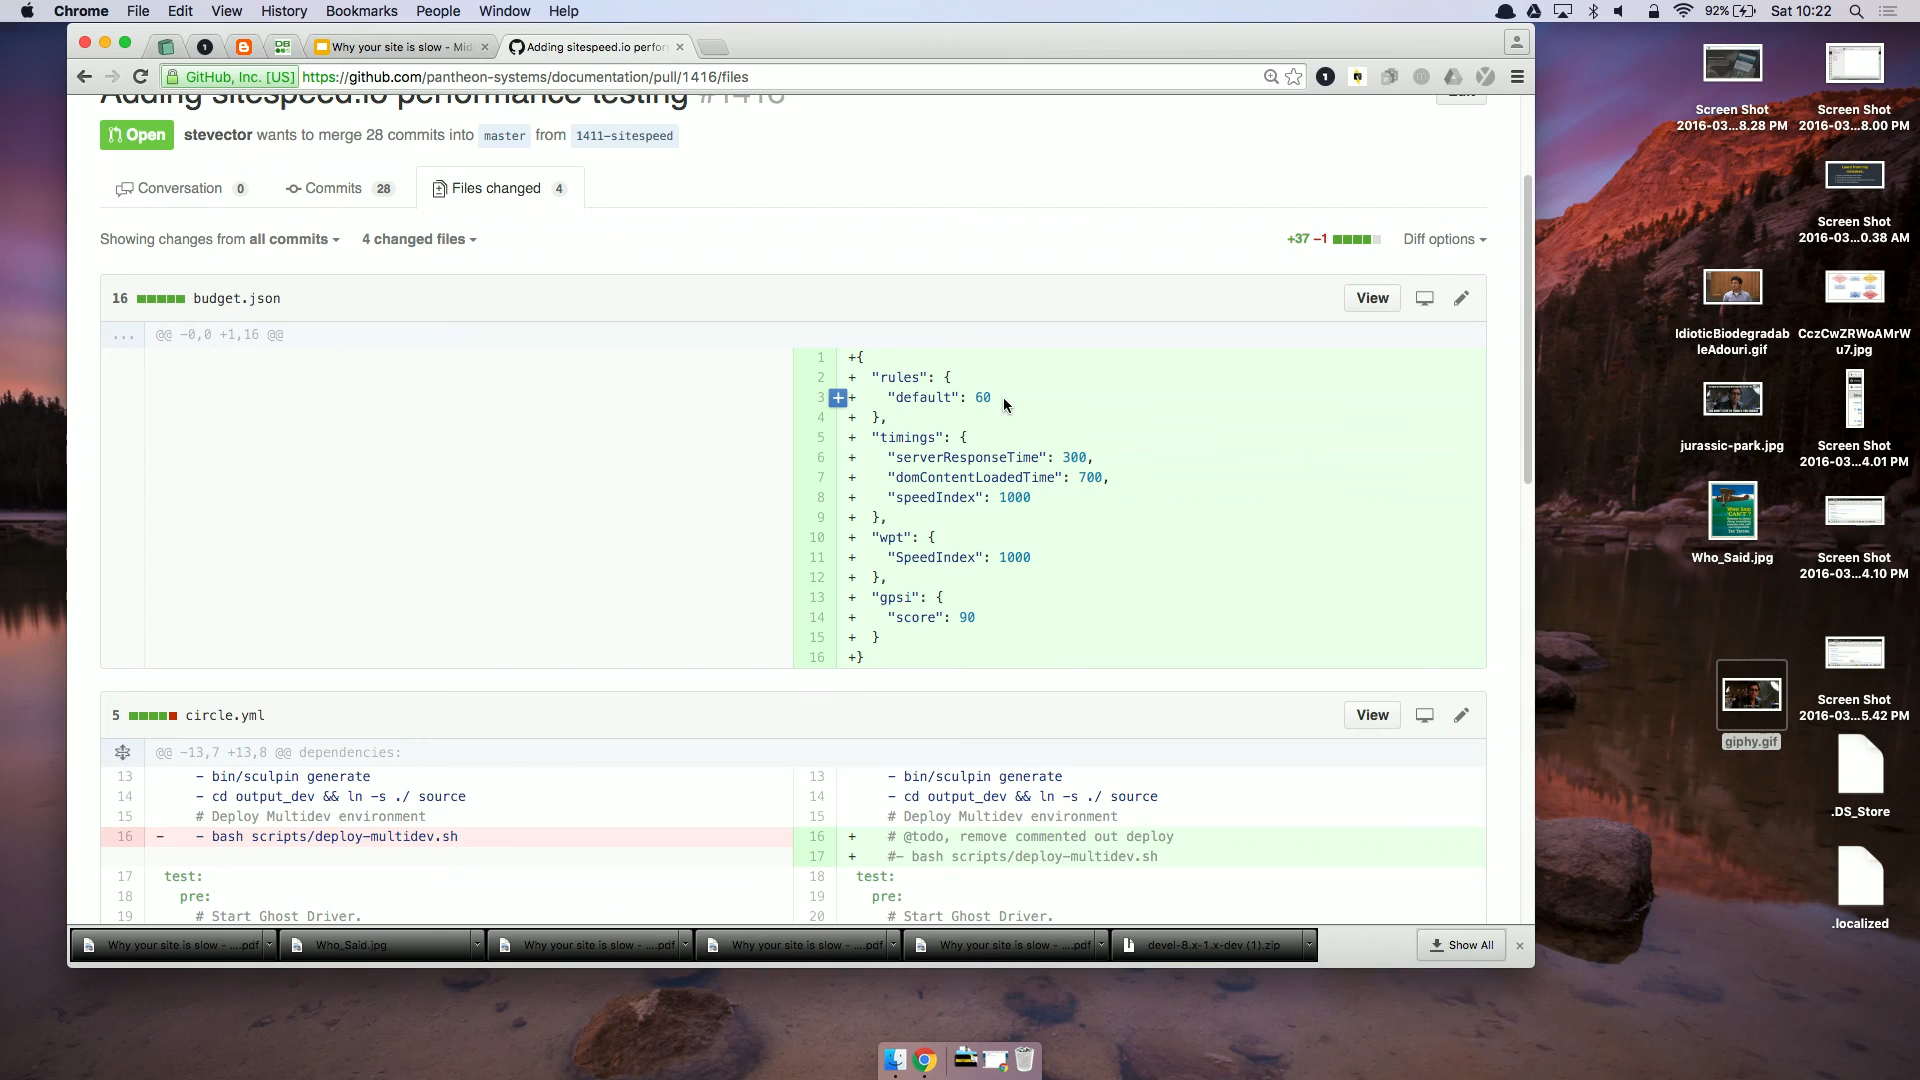 Chrome File Edit View History Bookmarks People Window Help 92% Sat 10:22
Why your site is slow - Mid Adding sitespeed.io perfor
GitHub, Inc. [US] https://github.com/pantheon-systems/documentation/pull/1416/files
Adding sitespeed.io performance testing #1416
Open stevector wants to merge 28 commits into master from 1411-sitespeed
Conversation 0 Commits 28 Files changed 4
Showing changes from all commits 4 changed files +37 −1 Diff options
16 budget.json View
... @@ -0,0 +1,16 @@
1 +{
2 + "rules": {
3 + "default": 60
4 + },
5 + "timings": {
6 + "serverResponseTime": 300,
7 + "domContentLoadedTime": 700,
8 + "speedIndex": 1000
9 + },
10 + "wpt": {
11 + "SpeedIndex": 1000
12 + },
13 + "gpsi": {
14 + "score": 90
15 + }
16 +}
5 circle.yml View
@@ -13,7 +13,8 @@ dependencies:
13 - bin/sculpin generate 13 - bin/sculpin generate
14 - cd output_dev && ln -s ./ source 14 - cd output_dev && ln -s ./ source
15 # Deploy Multidev environment 15 # Deploy Multidev environment
16 - - bash scripts/deploy-multidev.sh 16 + # @todo, remove commented out deploy
17 + #- bash scripts/deploy-multidev.sh
17 test: 18 test:
18 pre: 19 pre:
19 # Start Ghost Driver. 20 # Start Ghost Driver.
Why your site is slow - ....pdf Who_Said.jpg Why your site is slow - ....pdf Why your site is slow - ....pdf Why your site is slow - ....pdf devel-8.x-1.x-dev (1).zip Show All
Screen Shot
2016-03...8.28 PM
Screen Shot
2016-03...8.00 PM
Screen Shot
2016-03...0.38 AM
IdioticBiodegradab
leAdouri.gif
CczCwZRWoAMrW
u7.jpg
jurassic-park.jpg
Screen Shot
2016-03...4.01 PM
Who_Said.jpg
Screen Shot
2016-03...4.10 PM
Screen Shot
2016-03...5.42 PM
giphy.gif
.DS_Store
.localized